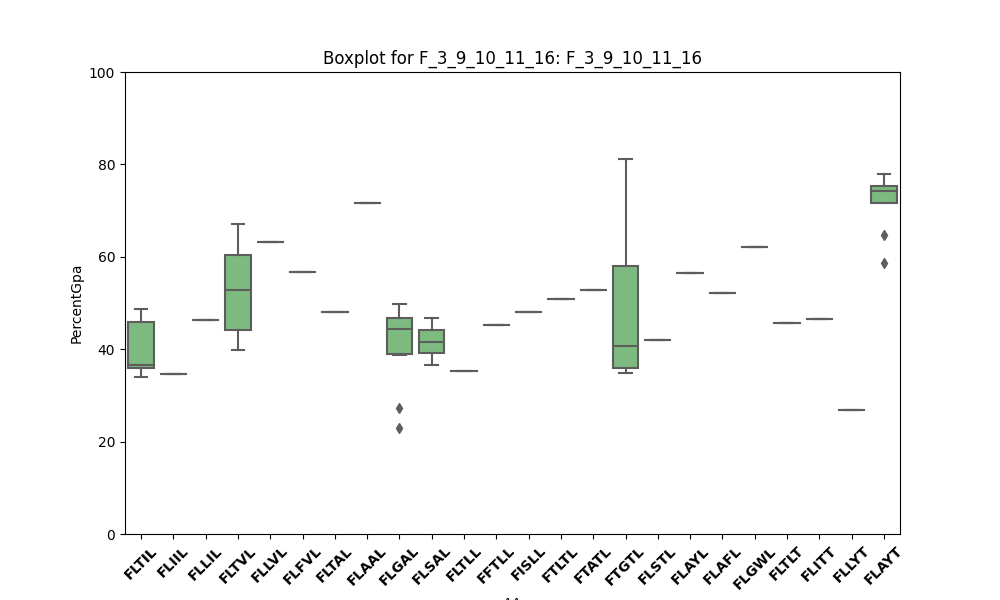 Boxplot for F_3_9_10_11_16: F_3_9_10_11_16
100
80
60
40
20
0
PercentGpa
FLTIL
FLIIL
FLLIL
FLTVL
FLLVL
FLFVL
FLTAL
FLAAL
FLGAL
FLSAL
FLTLL
FFTLL
FISLL
FTLTL
FTATL
FTGTL
FLSTL
FLAYL
FLAFL
FLGWL
FLTLT
FLITT
FLLYT
FLAYT